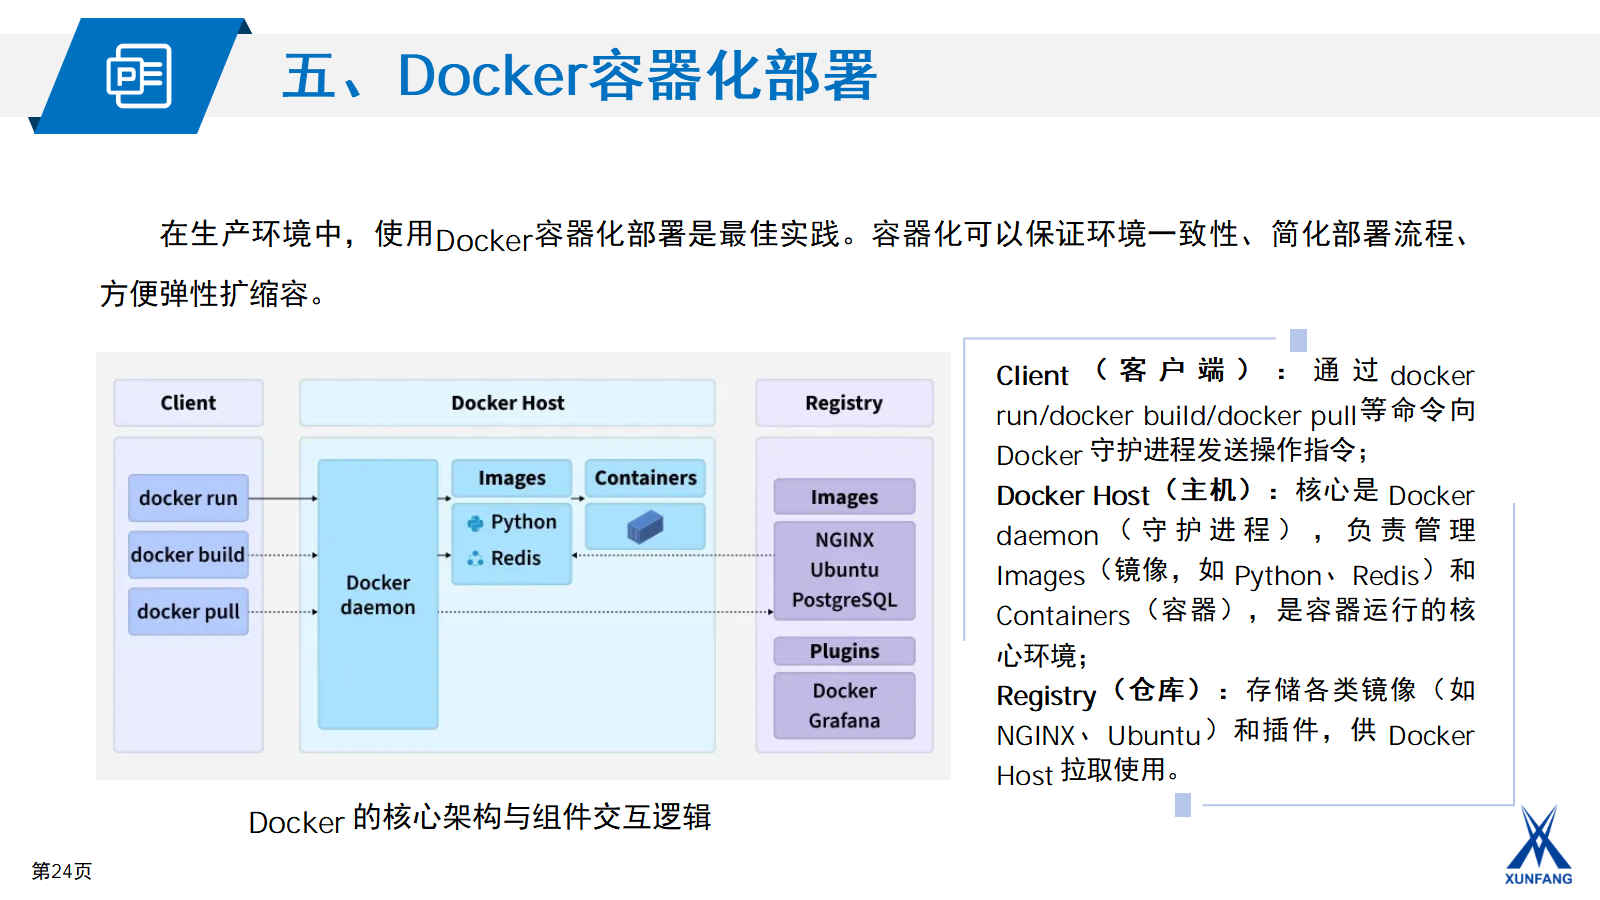 五、Docker容器化部署
在生产环境中，使用Docker容器化部署是最佳实践。容器化可以保证环境一致性、简化部署流程、
方便弹性扩缩容。
Client
Docker Host
Registry
docker run
docker build
docker pull
Docker
daemon
Images
Python
Redis
Containers
Images
NGINX
Ubuntu
PostgreSQL
Plugins
Docker
Grafana
Docker 的核心架构与组件交互逻辑
Client（客户端）：通过 docker
run/docker build/docker pull等命令向
Docker 守护进程发送操作指令；
Docker Host（主机）：核心是 Docker
daemon（守护进程），负责管理
Images（镜像，如 Python、Redis）和
Containers（容器），是容器运行的核
心环境；
Registry（仓库）：存储各类镜像（如
NGINX、Ubuntu）和插件，供 Docker
Host 拉取使用。
第24页
XUNFANG